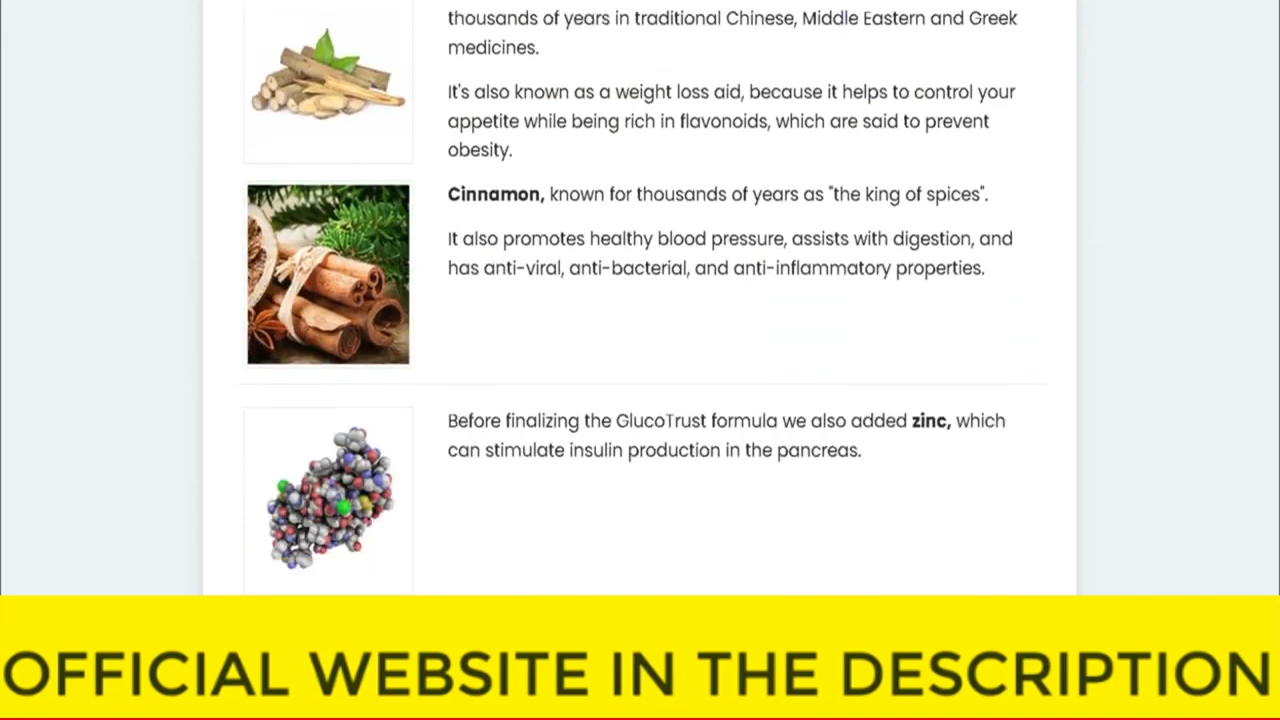 thousands of years in traditional Chinese, Middle Eastern and Greek
medicines.
It's also known as a weight loss aid, because it helps to control your
appetite while being rich in flavonoids, which are said to prevent
obesity.
Cinnamon, known for thousands of years as "the king of spices".
It also promotes healthy blood pressure, assists with digestion, and
has anti-viral, anti-bacterial, and anti-inflammatory properties.
Before finalizing the GlucoTrust formula we also added zinc, which
can stimulate insulin production in the pancreas.
OFFICIAL WEBSITE IN THE DESCRIPTION